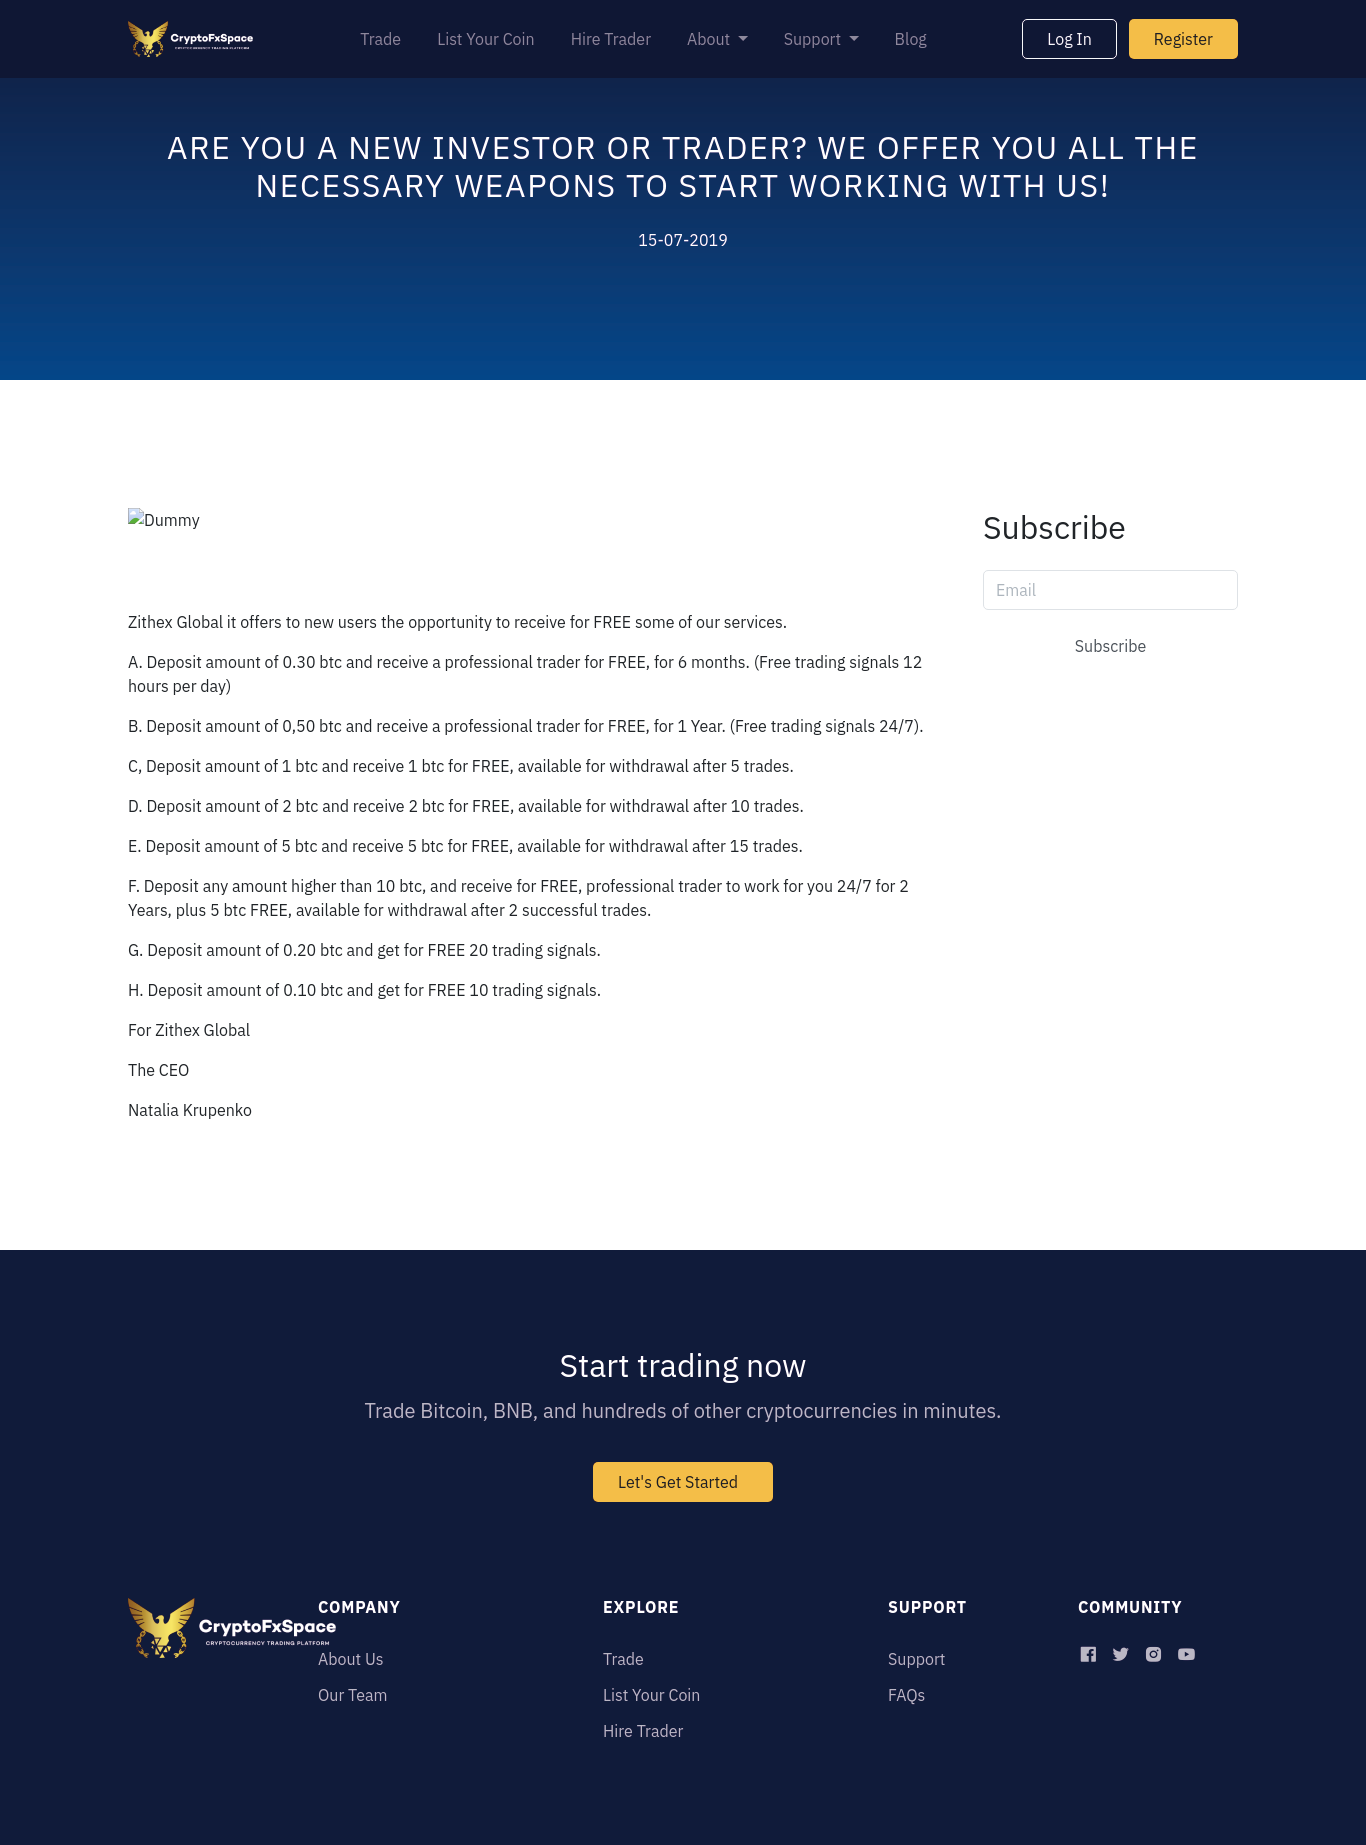 CryptoFxSpace
CRYPTOCURRENCY TRADING PLATFORM
Trade
List Your Coin
Hire Trader
About
Support
Blog
Log In
Register
ARE YOU A NEW INVESTOR OR TRADER? WE OFFER YOU ALL THE
NECESSARY WEAPONS TO START WORKING WITH US!
15-07-2019
Dummy
Zithex Global it offers to new users the opportunity to receive for FREE some of our services.
A. Deposit amount of 0.30 btc and receive a professional trader for FREE, for 6 months. (Free trading signals 12
hours per day)
B. Deposit amount of 0,50 btc and receive a professional trader for FREE, for 1 Year. (Free trading signals 24/7).
C, Deposit amount of 1 btc and receive 1 btc for FREE, available for withdrawal after 5 trades.
D. Deposit amount of 2 btc and receive 2 btc for FREE, available for withdrawal after 10 trades.
E. Deposit amount of 5 btc and receive 5 btc for FREE, available for withdrawal after 15 trades.
F. Deposit any amount higher than 10 btc, and receive for FREE, professional trader to work for you 24/7 for 2
Years, plus 5 btc FREE, available for withdrawal after 2 successful trades.
G. Deposit amount of 0.20 btc and get for FREE 20 trading signals.
H. Deposit amount of 0.10 btc and get for FREE 10 trading signals.
For Zithex Global
The CEO
Natalia Krupenko
Subscribe
Email
Subscribe
Start trading now
Trade Bitcoin, BNB, and hundreds of other cryptocurrencies in minutes.
Let's Get Started
CryptoFxSpace
CRYPTOCURRENCY TRADING PLATFORM
COMPANY
About Us
Our Team
EXPLORE
Trade
List Your Coin
Hire Trader
SUPPORT
Support
FAQs
COMMUNITY